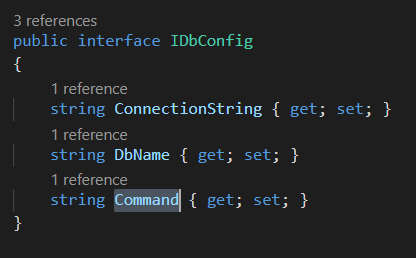 3 references
public interface IDbConfig
{
1 reference
string ConnectionString { get; set; }
1 reference
string DbName { get; set; }
1 reference
string Command { get; set; }
}